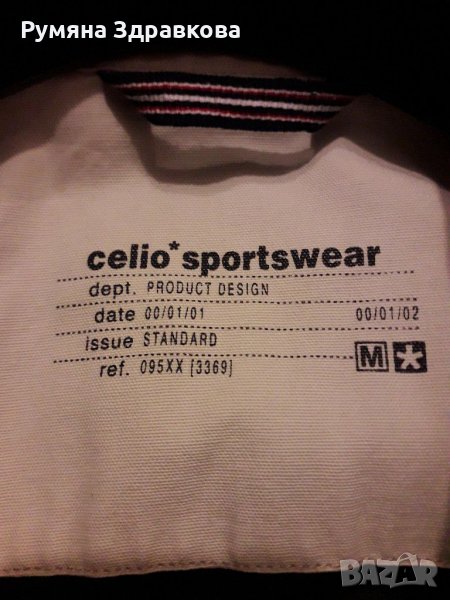 Румяна Здравкова
celio* sportswear
dept. PRODUCT DESIGN
date 00/01/01 00/01/02
issue STANDARD
M *
ref. 095XX [3369]
BAZAR